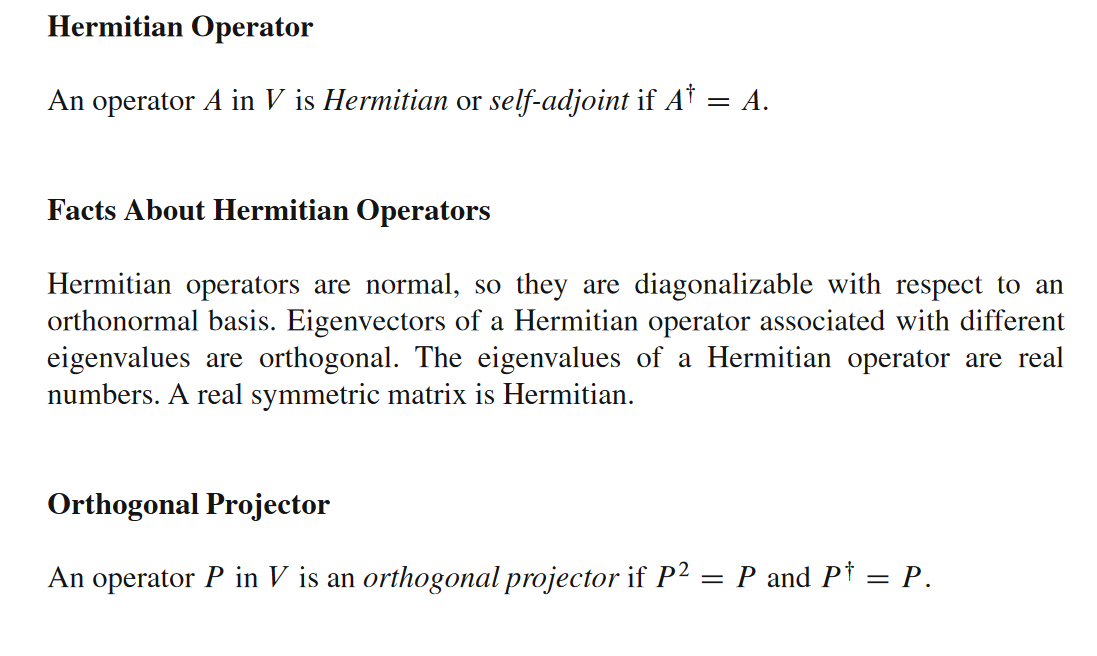 Hermitian Operator
An operator A in V is Hermitian or self-adjoint if A† = A.
Facts About Hermitian Operators
Hermitian operators are normal, so they are diagonalizable with respect to an
orthonormal basis. Eigenvectors of a Hermitian operator associated with different
eigenvalues are orthogonal. The eigenvalues of a Hermitian operator are real
numbers. A real symmetric matrix is Hermitian.
Orthogonal Projector
An operator P in V is an orthogonal projector if P² = P and P† = P.